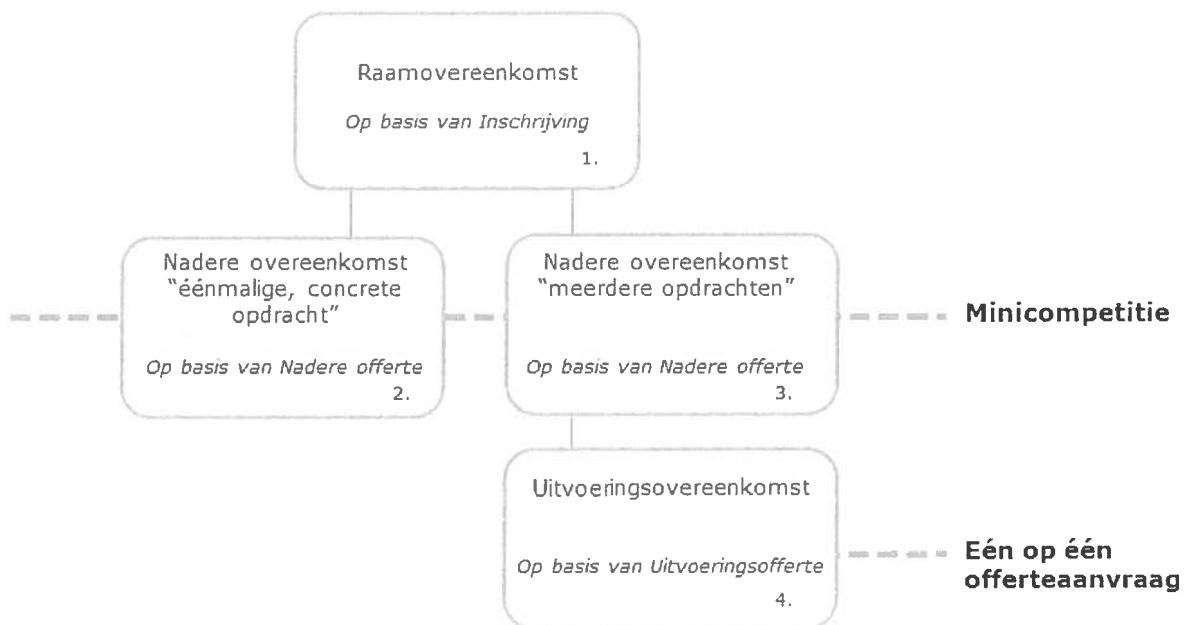 Raamovereenkomst
Op basis van Inschrijving
1.
Nadere overeenkomst
“éénmalige, concrete
opdracht”
Op basis van Nadere offerte
2.
Nadere overeenkomst
“meerdere opdrachten”
Op basis van Nadere offerte
3.
Minicompetitie
Uitvoeringsovereenkomst
Op basis van Uitvoeringsofferte
4.
Eén op één
offerteaanvraag